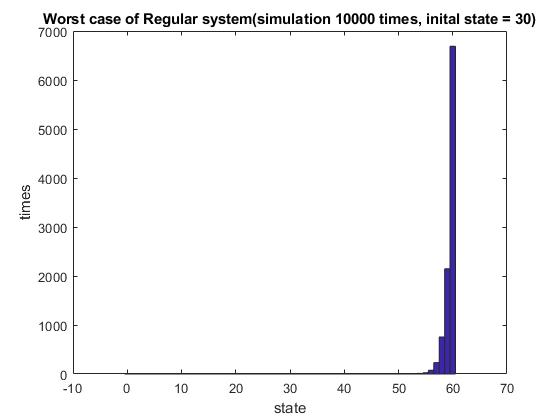 Worst case of Regular system(simulation 10000 times, inital state = 30)
7000
6000
5000
4000
3000
2000
1000
0
times
-10 0 10 20 30 40 50 60 70
state